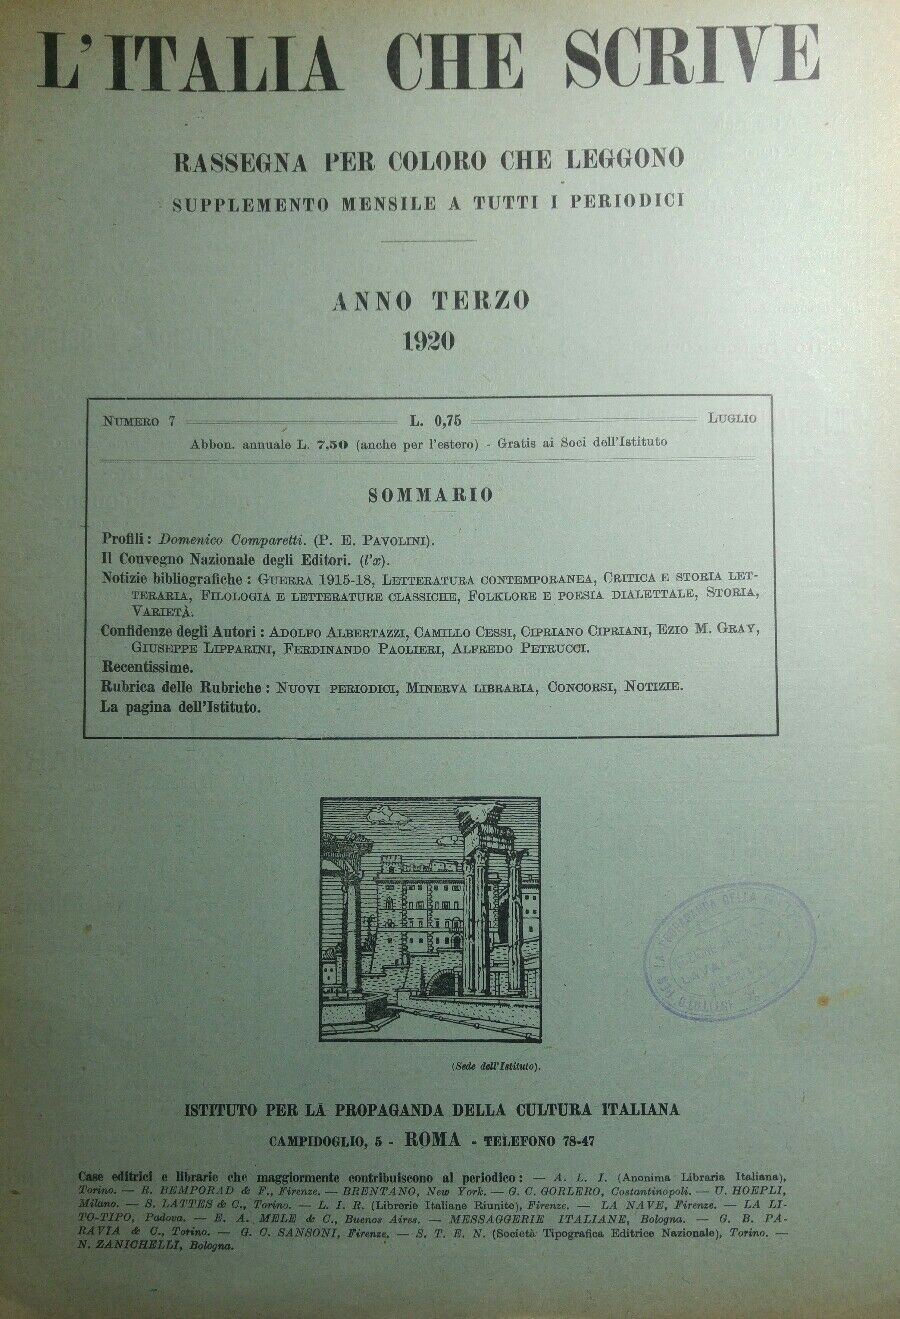 L'ITALIA CHE SCRIVE
RASSEGNA PER COLORO CHE LEGGONO
SUPPLEMENTO MENSILE A TUTTI I PERIODICI
ANNO TERZO
1920
NUMERO 7 L. 0,75 LUGLIO
Abbon. annuale L. 7,50 (anche per l'estero) - Gratis ai Soci dell'Istituto
SOMMARIO
Profili: Domenico Comparetti. (P. E. PAVOLINI).
Il Convegno Nazionale degli Editori. (l'œ).
Notizie bibliografiche: GUERRA 1915-18, LETTERATURA CONTEMPORANEA, CRITICA E STORIA LET-
TERARIA, FILOLOGIA E LETTERATURE CLASSICHE, FOLKLORE E POESIA DIALETTALE, STORIA,
VARIETÀ.
Confidenze degli Autori: ADOLFO ALBERTAZZI, CAMILLO CESSI, CIPRIANO CIPRIANI, EZIO M. GRAY,
GIUSEPPE LIPPARINI, FERDINANDO PAOLIERI, ALFREDO PETRUCCI.
Recentissime.
Rubrica delle Rubriche: NUOVI PERIODICI, MINERVA LIBRARIA, CONCORSI, NOTIZIE.
La pagina dell'Istituto.
(Sede dell'Istituto).
ISTITUTO PER LA PROPAGANDA DELLA CULTURA ITALIANA
CAMPIDOGLIO, 5 - ROMA - TELEFONO 78-47
Case editrici e librarie che maggiormente contribuiscono al periodico: — A. L. I. (Anonima Libraria Italiana),
Torino. — R. BEMPORAD & F., Firenze. — BRENTANO, New York. — G. C. GORLERO, Costantinopoli. — U. HOEPLI,
Milano. — S. LATTES & C., Torino. — L. I. R. (Librerie Italiane Riunite), Firenze. — LA NAVE, Firenze. — LA LI-
TO-TIPO, Padova. — E. A. MELE & C., Buenos Aires. — MESSAGGERIE ITALIANE, Bologna. — G. B. PA-
RAVIA & C., Torino. — G. C. SANSONI, Firenze. — S. T. E. N. (Società Tipografica Editrice Nazionale), Torino. —
N. ZANICHELLI, Bologna.